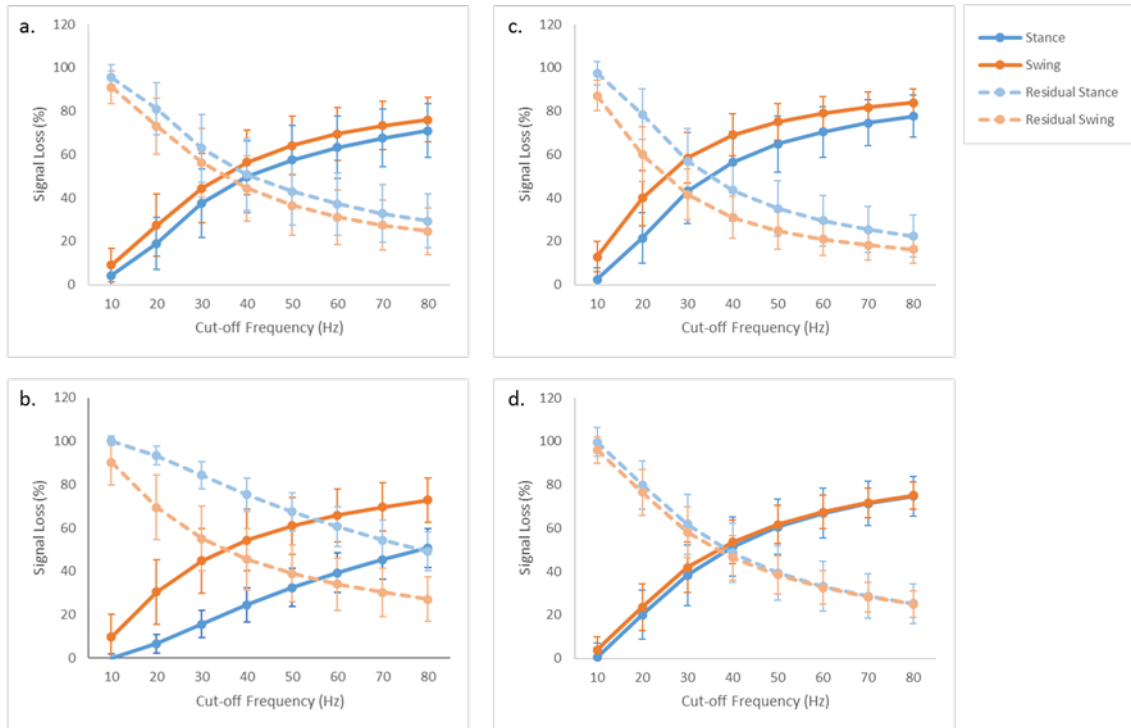 a.
120
100
80
60
40
20
0
Signal Loss (%)
10 20 30 40 50 60 70 80
Cut-off Frequency (Hz)
c.
120
100
80
60
40
20
0
Signal Loss (%)
10 20 30 40 50 60 70 80
Cut-off Frequency (Hz)
Stance
Swing
Residual Stance
Residual Swing
b.
120
100
80
60
40
20
0
Signal Loss (%)
10 20 30 40 50 60 70 80
Cut-off Frequency (Hz)
d.
120
100
80
60
40
20
0
Signal Loss (%)
10 20 30 40 50 60 70 80
Cut-off Frequency (Hz)